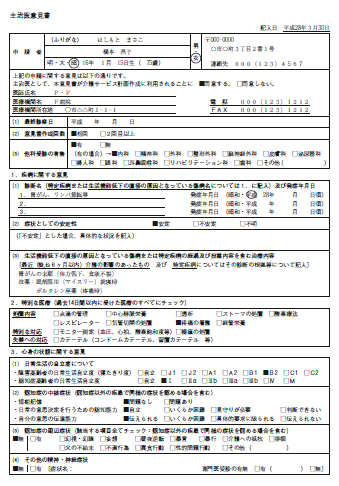 主治医意見書
記入日　平成28年3月30日
申請者
（ふりがな）　はしもと　まさこ
男・女
〒000-0000
○市○町3丁目2番1号
明・大・昭 16年　1月　15日生（　75歳）
連絡先　000（123）4567
上記の申請者に関する意見は以下の通りです。
主治医として、本意見書が介護サービス計画作成に利用されることに　■同意する。　□同意しない。
医師氏名
医療機関名
電話　000（123）1212
医療機関所在地　○市△△町1-1-1　FAX　000（123）1212
（1）最終診察日　平成　年　月　日
（2）意見書作成回数　■初回　□2回目以上
（3）他科受診の有無　■有　□無
（有の場合）→■内科　□精神科　□外科　□整形外科　□脳神経外科　□皮膚科　□泌尿器科
□婦人科　□眼科　□耳鼻咽喉科　□リハビリテーション科　□歯科　□その他（　）
1．疾病に関する意見
（1）診断名（特定疾病または生活機能低下の直接の原因となっている傷病名については1．に記入）及び発症年月日
1．胃がん、リンパ節転移　発症年月日（昭和・平成　28年　月　日頃）
2．　発症年月日（昭和・平成　年　月　日頃）
3．　発症年月日（昭和・平成　年　月　日頃）
（2）症状としての安定性　■安定　□不安定　□不明
（「不安定」とした場合、具体的な状況を記入）
（3）生活機能低下の直接の原因となっている傷病または特定疾病の経過及び投薬内容を含む治療内容
〔最近（概ね6ヶ月以内）介護の影響のあったもの　及び　特定疾病についてはその診断の根拠等について記入〕
胃がんの末期（体力低下、食欲不振）
2．特別な医療（過去14日間以内に受けた医療のすべてにチェック）
処置内容　□点滴の管理　□中心静脈栄養　□透析　□ストーマの処置　□酸素療法
□レスピレーター　□気管切開の処置　■疼痛の看護　□経管栄養
特別な対応　□モニター測定（血圧、心拍、酸素飽和度等）□褥瘡の処置
失禁への対応　□カテーテル（コンドームカテーテル、留置カテーテル　等）
3．心身の状態に関する意見
（1）日常生活の自立度等について
・障害高齢者の日常生活自立度（寝たきり度）　□自立　□J1　□J2　□A1　□A2　□B1　■B2　□C1　□C2
・認知症高齢者の日常生活自立度　□自立　■Ⅰ　□Ⅱa　□Ⅱb　□Ⅲa　□Ⅲb　□Ⅳ　□M
（2）認知症の中核症状（認知症以外の疾患で同様の症状を認める場合を含む）
・短期記憶　■問題なし　□問題あり
・日常の意思決定を行うための認知能力　■自立　□いくらか困難　□見守りが必要　□判断できない
・自分の意思の伝達能力　■伝えられる　□いくらか困難　□具体的要求に限られる　□伝えられない
（3）認知症の周辺症状（該当する項目全てチェック：認知症以外の疾患で同様の症状を認める場合を含む）
■無　□有　□幻視・幻聴　□妄想　□昼夜逆転　□暴言　□暴行　□介護への抵抗　□徘徊
□火の不始末　□不潔行為　□異食行動　□性的問題行動　□その他（　）
（4）その他の精神・神経症状
■無　□有　〔症状名：　専門医受診の有無　□有（　）　■無〕